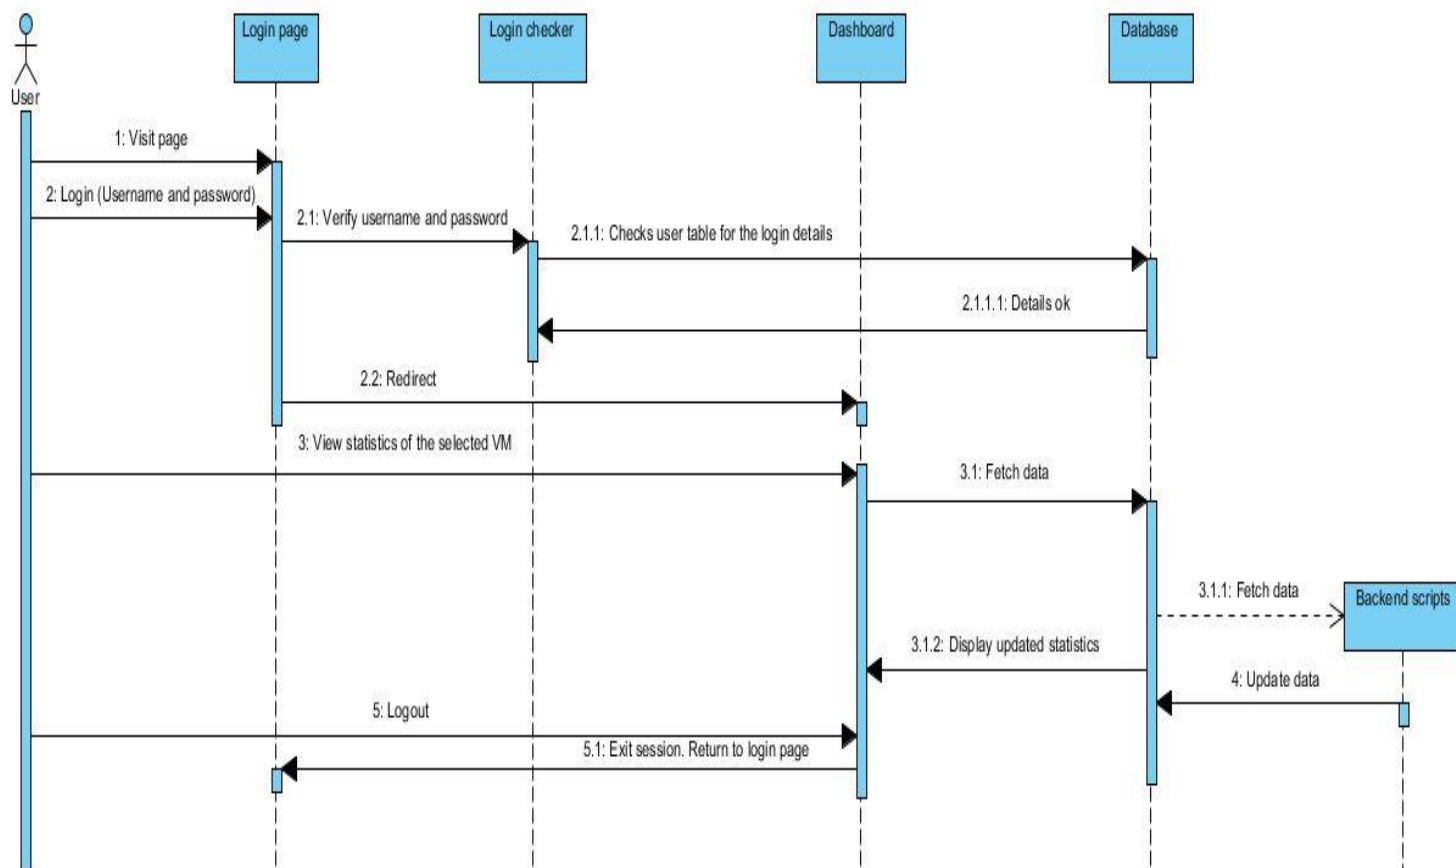 Login page
Login checker
Dashboard
Database
User
1: Visit page
2: Login (Username and password)
2.1: Verify username and password
2.1.1: Checks user table for the login details
2.1.1.1: Details ok
2.2: Redirect
3: View statistics of the selected VM
3.1: Fetch data
3.1.1: Fetch data
Backend scripts
3.1.2: Display updated statistics
4: Update data
5: Logout
5.1: Exit session. Return to login page